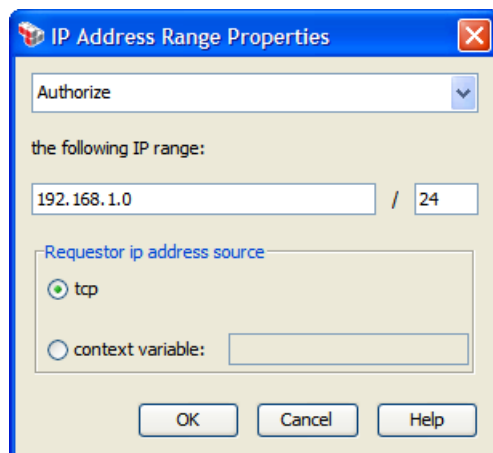 IP Address Range Properties
Authorize
the following IP range:
192.168.1.0 / 24
Requestor ip address source
tcp
context variable:
OK Cancel Help